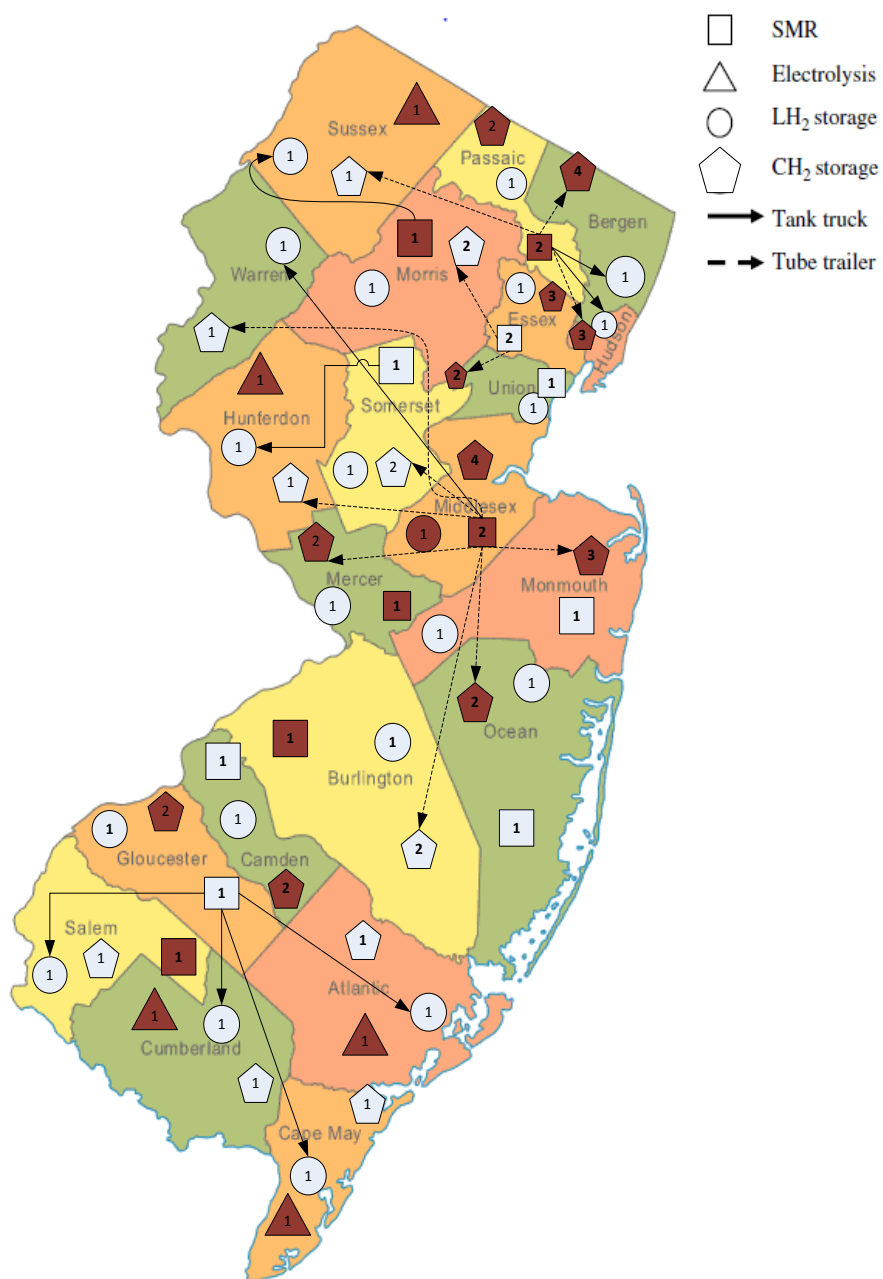 SMR
Electrolysis
LH2 storage
CH2 storage
Tank truck
Tube trailer
1
Sussex
2
Passaic
1
1
4
1
Bergen
1
2
2
1
Morris
Warren
1
1
1
3
Essex
1
1
3
Hudson
2
1
1
2
Union
1
1
Somerset
Hunferdon
1
1
4
1
2
1
Middlesex
1
2
2
3
Mercer
Monmouth
1
1
1
1
1
2
Ocean
1
1
1
Burlington
2
1
1
1
1
2
Gloucester
Camden
2
1
Salem
1
1
1
1
Atlantic
1
1
1
Cumberland
1
1
1
Cape May
1
1